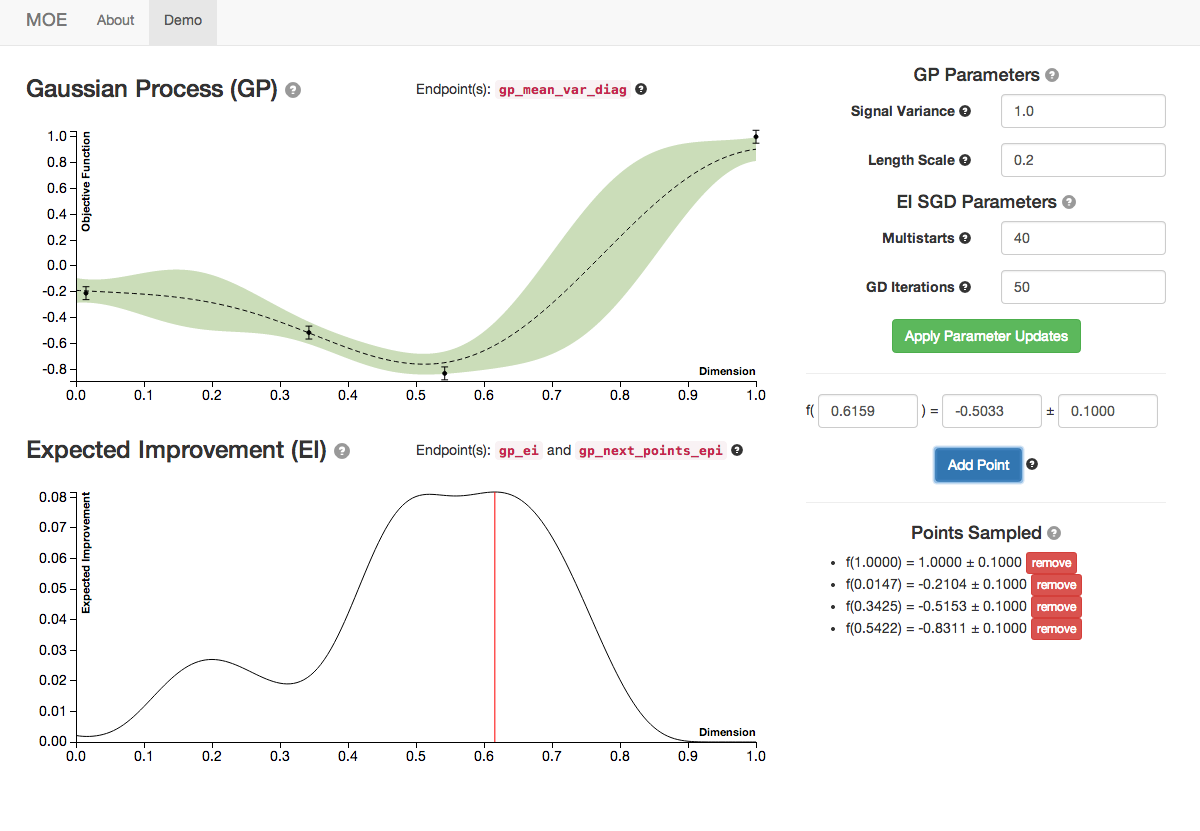 MOE About Demo
Gaussian Process (GP) ?
Endpoint(s): gp_mean_var_diag ?
1.0
0.8
0.6
0.4
0.2
0.0
-0.2
-0.4
-0.6
-0.8
Objective Function
Dimension
0.0 0.1 0.2 0.3 0.4 0.5 0.6 0.7 0.8 0.9 1.0
Expected Improvement (EI) ?
Endpoint(s): gp_ei and gp_next_points_epi ?
0.08
0.07
0.06
0.05
0.04
0.03
0.02
0.01
0.00
Expected Improvement
Dimension
0.0 0.1 0.2 0.3 0.4 0.5 0.6 0.7 0.8 0.9 1.0
GP Parameters ?
Signal Variance ? 1.0
Length Scale ? 0.2
EI SGD Parameters ?
Multistarts ? 40
GD Iterations ? 50
Apply Parameter Updates
f( 0.6159 ) = -0.5033 ± 0.1000
Add Point ?
Points Sampled ?
• f(1.0000) = 1.0000 ± 0.1000 remove
• f(0.0147) = -0.2104 ± 0.1000 remove
• f(0.3425) = -0.5153 ± 0.1000 remove
• f(0.5422) = -0.8311 ± 0.1000 remove